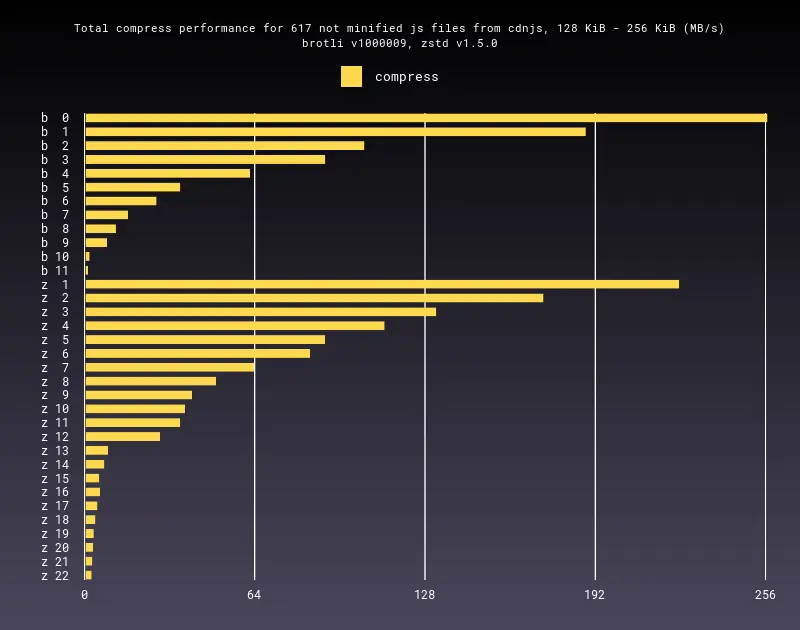 Total compress performance for 617 not minified js files from cdnjs, 128 KiB - 256 KiB (MB/s)
brotli v1000009, zstd v1.5.0
compress
b 0
b 1
b 2
b 3
b 4
b 5
b 6
b 7
b 8
b 9
b 10
b 11
z 1
z 2
z 3
z 4
z 5
z 6
z 7
z 8
z 9
z 10
z 11
z 12
z 13
z 14
z 15
z 16
z 17
z 18
z 19
z 20
z 21
z 22
0 64 128 192 256